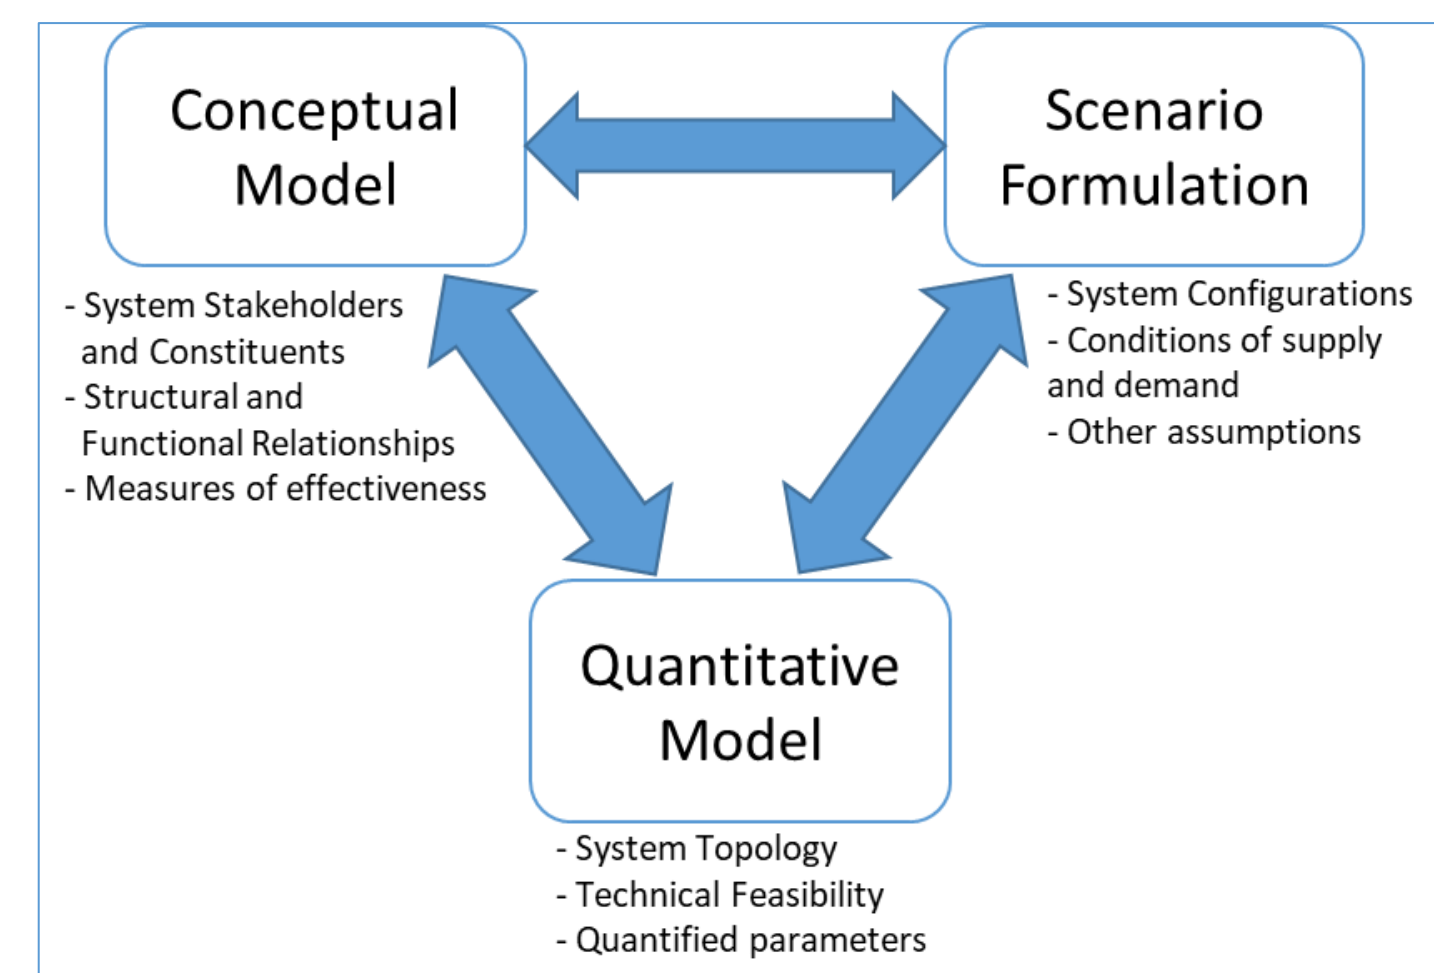 Conceptual
Model
Scenario
Formulation
- System Stakeholders
and Constituents
- Structural and
Functional Relationships
- Measures of effectiveness
- System Configurations
- Conditions of supply
and demand
- Other assumptions
Quantitative
Model
- System Topology
- Technical Feasibility
- Quantified parameters